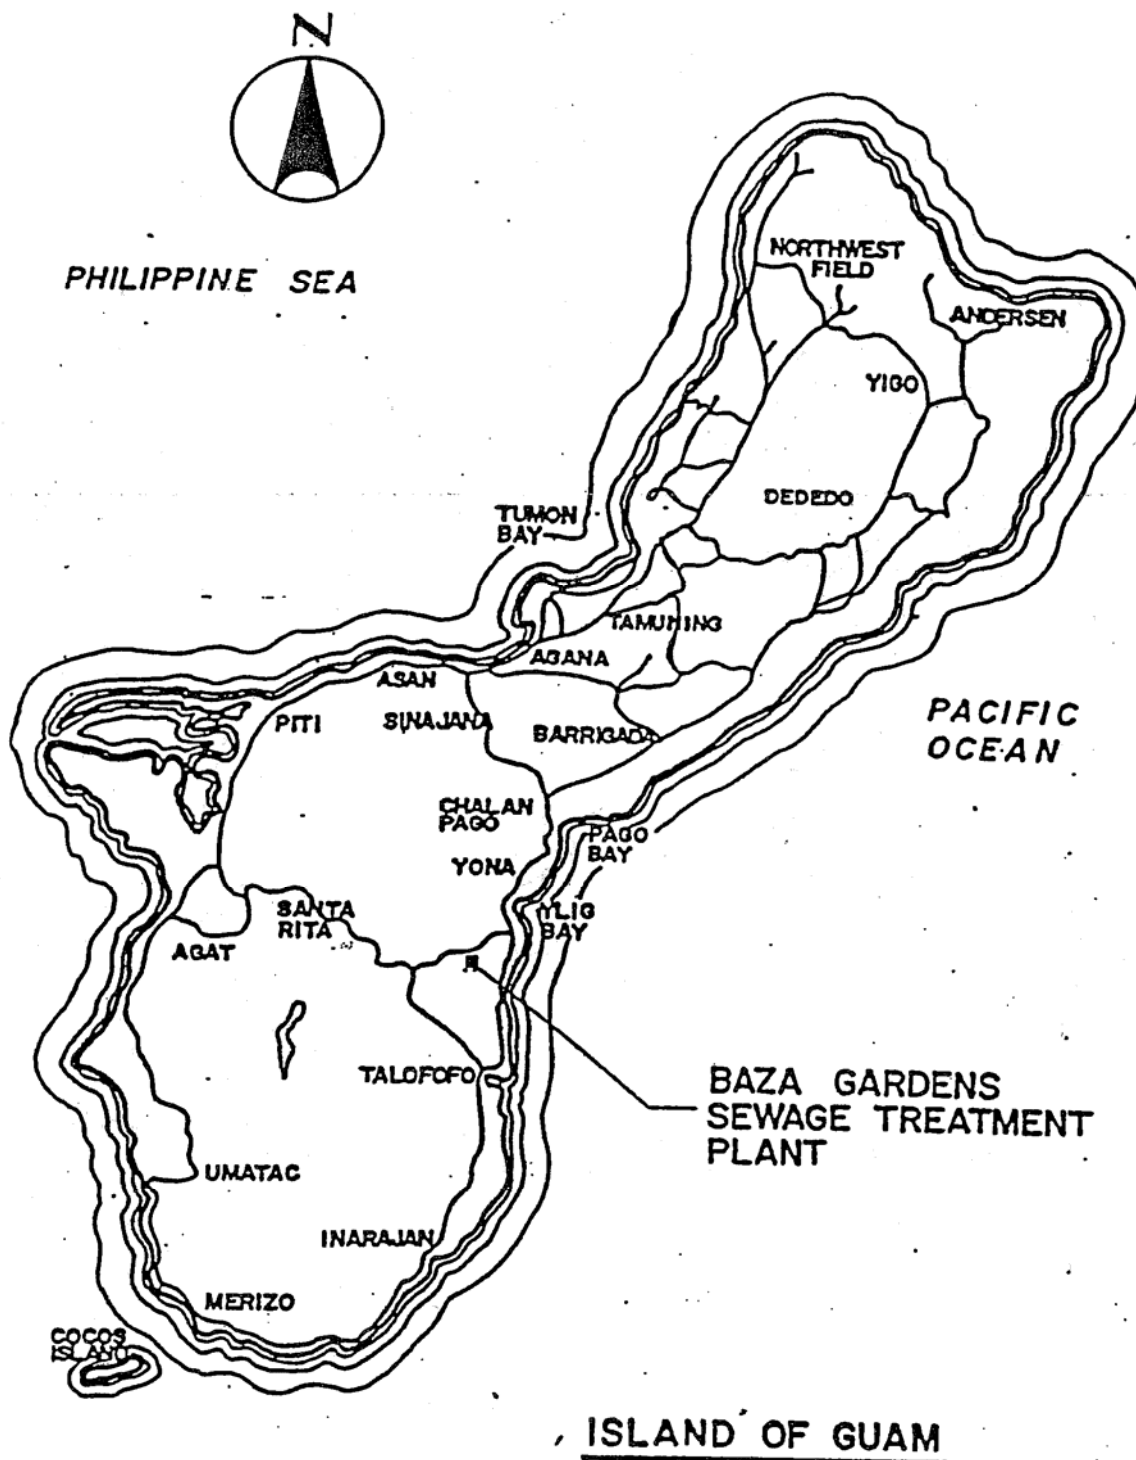 N
PHILIPPINE SEA
NORTHWEST
FIELD
ANDERSEN
YIGO
DEDEDO
TUMON
BAY
TAMUNING
AGANA
ASAN
PITI
SINAJANA
BARRIGADA
PACIFIC
OCEAN
CHALAN
PAGO
PAGO
BAY
YONA
YLIG
BAY
SANTA
RITA
AGAT
TALOFOFO
BAZA GARDENS
SEWAGE TREATMENT
PLANT
UMATAC
INARAJAN
MERIZO
COCOS
ISLAND
ISLAND OF GUAM